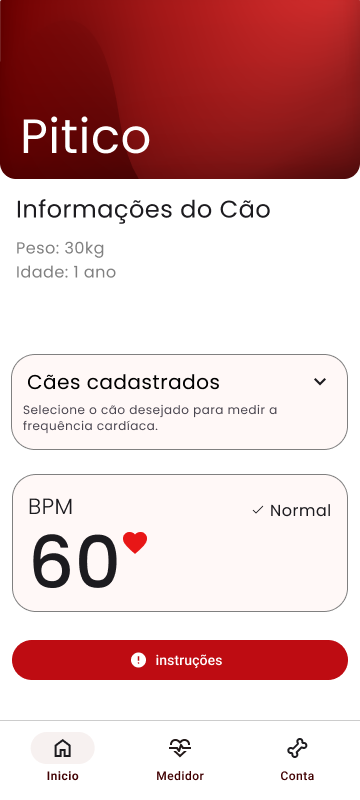 Pitico
Informações do Cão
Peso: 30kg
Idade: 1 ano
Cães cadastrados
Selecione o cão desejado para medir a
frequência cardíaca.
BPM
Normal
60
instruções
Inicio
Medidor
Conta